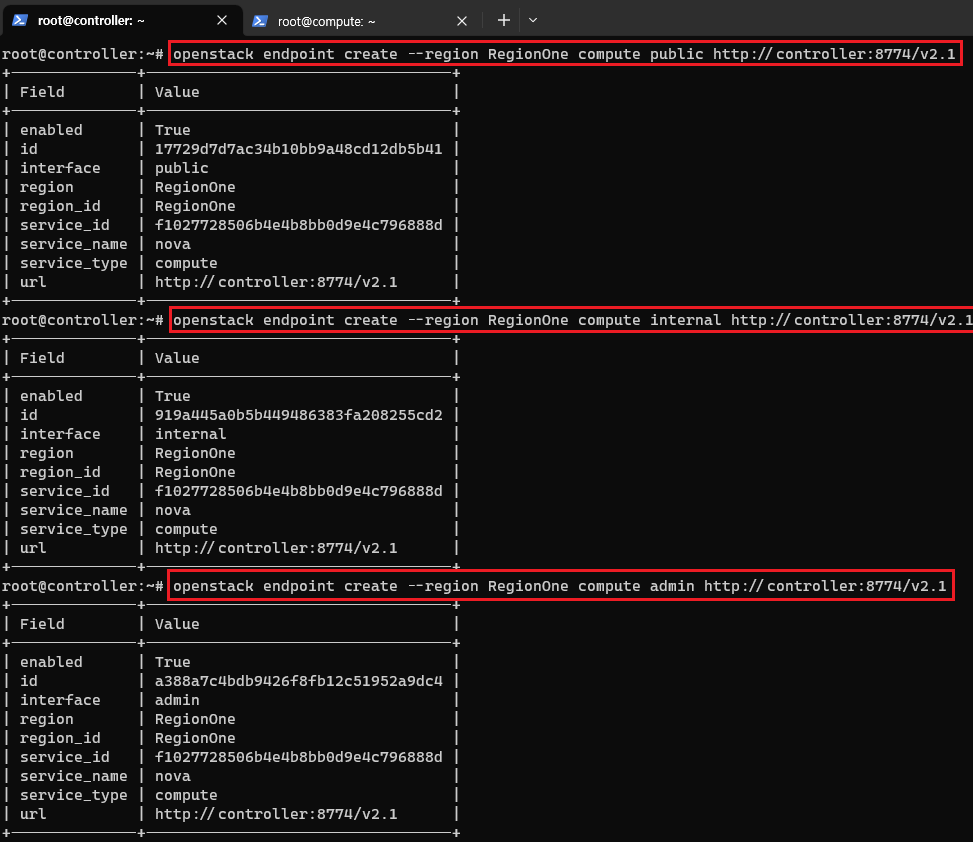 root@controller: ~
root@compute: ~
root@controller:~# openstack endpoint create --region RegionOne compute public http://controller:8774/v2.1
| Field | Value |
| enabled | True |
| id | 17729d7d7ac34b10bb9a48cd12db5b41 |
| interface | public |
| region | RegionOne |
| region_id | RegionOne |
| service_id | f1027728506b4e4b8bb0d9e4c796888d |
| service_name | nova |
| service_type | compute |
| url | http://controller:8774/v2.1 |
root@controller:~# openstack endpoint create --region RegionOne compute internal http://controller:8774/v2.1
| Field | Value |
| enabled | True |
| id | 919a445a0b5b449486383fa208255cd2 |
| interface | internal |
| region | RegionOne |
| region_id | RegionOne |
| service_id | f1027728506b4e4b8bb0d9e4c796888d |
| service_name | nova |
| service_type | compute |
| url | http://controller:8774/v2.1 |
root@controller:~# openstack endpoint create --region RegionOne compute admin http://controller:8774/v2.1
| Field | Value |
| enabled | True |
| id | a388a7c4bdb9426f8fb12c51952a9dc4 |
| interface | admin |
| region | RegionOne |
| region_id | RegionOne |
| service_id | f1027728506b4e4b8bb0d9e4c796888d |
| service_name | nova |
| service_type | compute |
| url | http://controller:8774/v2.1 |